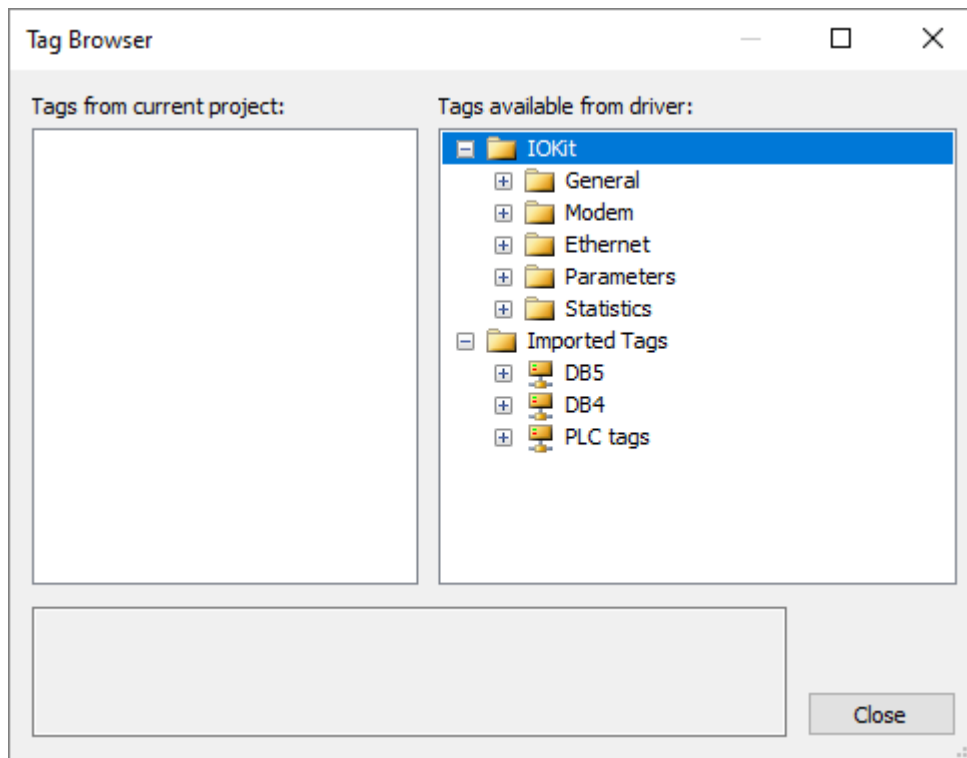 Tag Browser
Tags from current project:
Tags available from driver:
IOKit
General
Modem
Ethernet
Parameters
Statistics
Imported Tags
DB5
DB4
PLC tags
Close